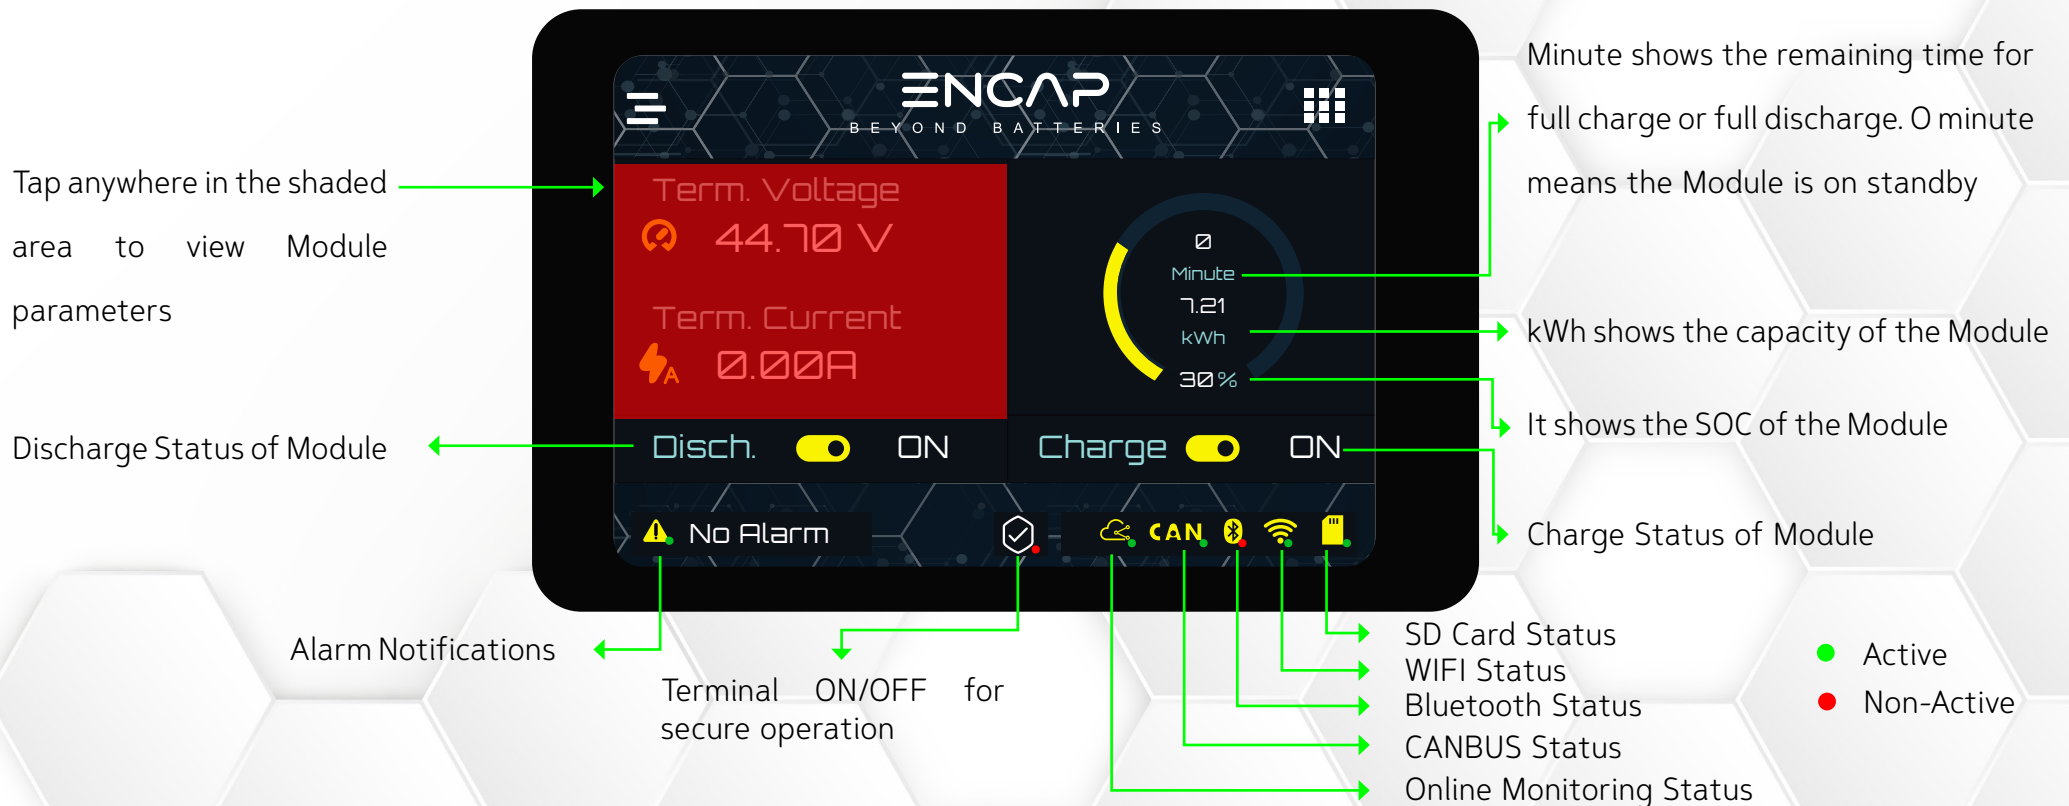 ENCAP
BEYOND BATTERIES
Tap anywhere in the shaded
area to view Module
parameters
Discharge Status of Module
Term. Voltage
44.70 V
Term. Current
A
0.00A
0
Minute
7.21
kWh
30%
Disch.
ON
Charge
ON
No Alarm
CAN
Minute shows the remaining time for
full charge or full discharge. 0 minute
means the Module is on standby
kWh shows the capacity of the Module
It shows the SOC of the Module
Charge Status of Module
Alarm Notifications
Terminal ON/OFF for
secure operation
SD Card Status
WIFI Status
Bluetooth Status
CANBUS Status
Online Monitoring Status
Active
Non-Active